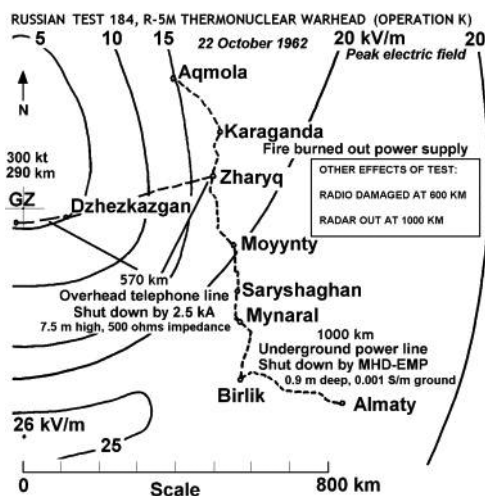 RUSSIAN TEST 184, R-5M THERMONUCLEAR WARHEAD (OPERATION K)
5
10
15
22 October 1962
20 kV/m
20
Peak electric field
Aqmola
N
Karaganda
Fire burned out power supply
300 kt
290 km
Zharyq
OTHER EFFECTS OF TEST:
RADIO DAMAGED AT 600 KM
RADAR OUT AT 1000 KM
GZ
Dzhezkazgan
Moyynty
570 km
Overhead telephone line
Shut down by 2.5 kA
7.5 m high, 500 ohms impedance
Saryshaghan
Mynaral
1000 km
Underground power line
Shut down by MHD-EMP
0.9 m deep, 0.001 S/m ground
Birlik
Almaty
26 kV/m
25
0
Scale
800 km